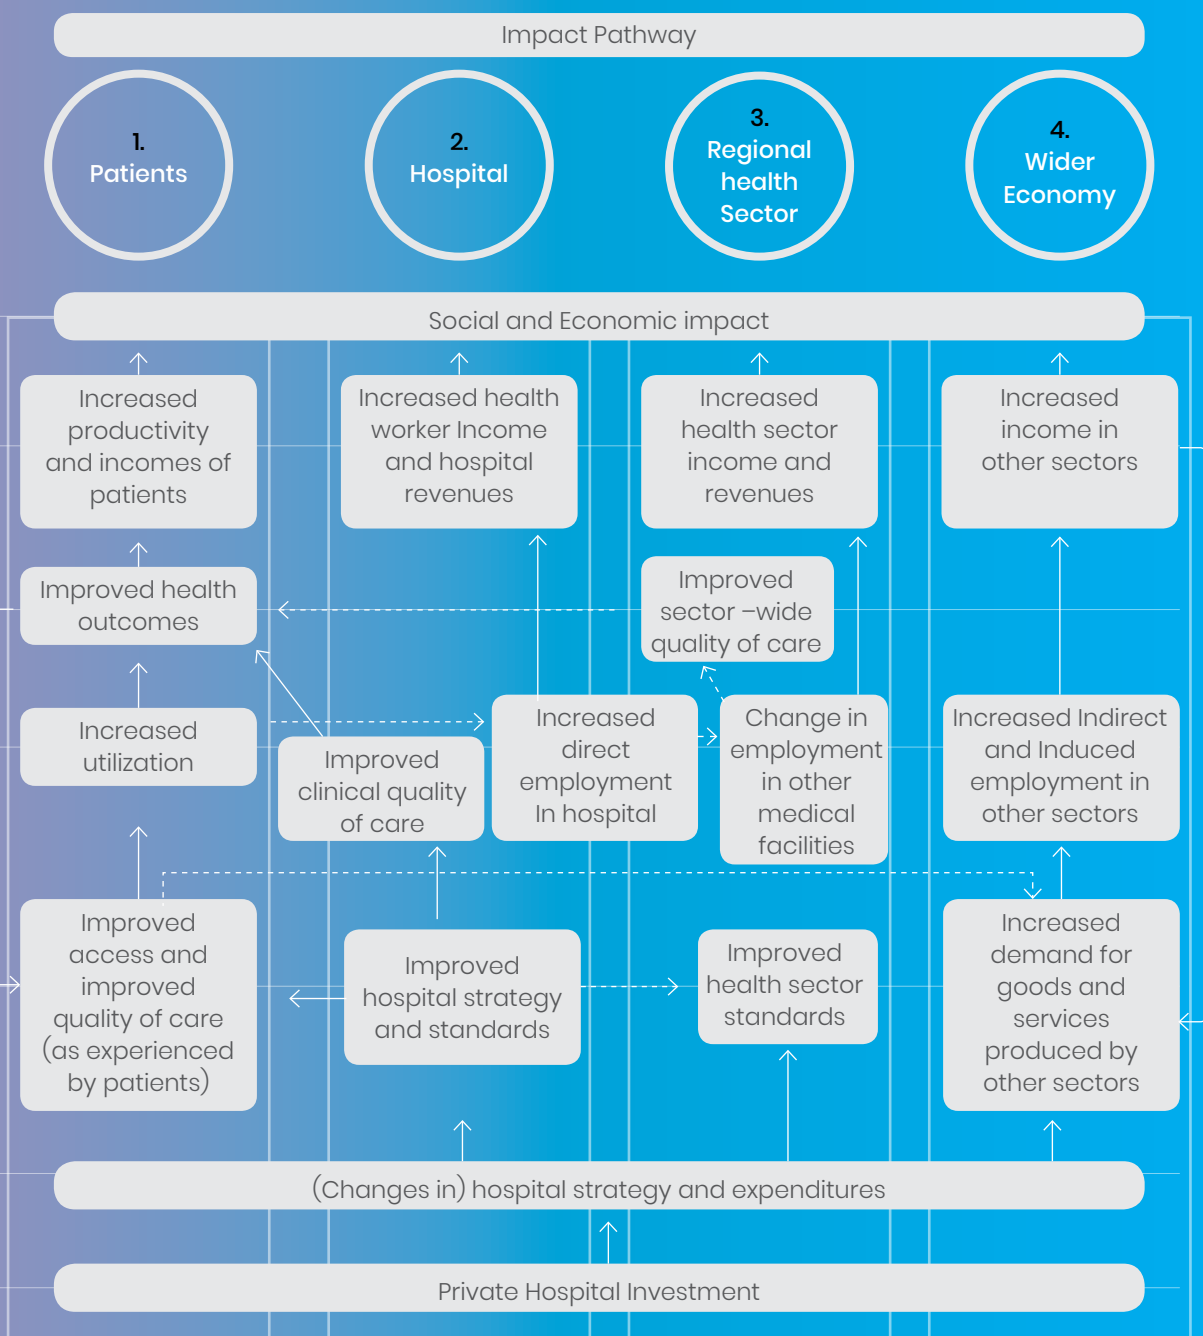 Impact Pathway
1.
Patients
2.
Hospital
3.
Regional
health
Sector
4.
Wider
Economy
Social and Economic impact
Increased
productivity
and incomes of
patients
Increased health
worker Income
and hospital
revenues
Increased
health sector
income and
revenues
Increased
income in
other sectors
Improved health
outcomes
Improved
sector –wide
quality of care
Increased
utilization
Improved
clinical quality
of care
Increased
direct
employment
In hospital
Change in
employment
in other
medical
facilities
Increased Indirect
and Induced
employment in
other sectors
Improved
access and
improved
quality of care
(as experienced
by patients)
Improved
hospital strategy
and standards
Improved
health sector
standards
Increased
demand for
goods and
services
produced by
other sectors
(Changes in) hospital strategy and expenditures
Private Hospital Investment